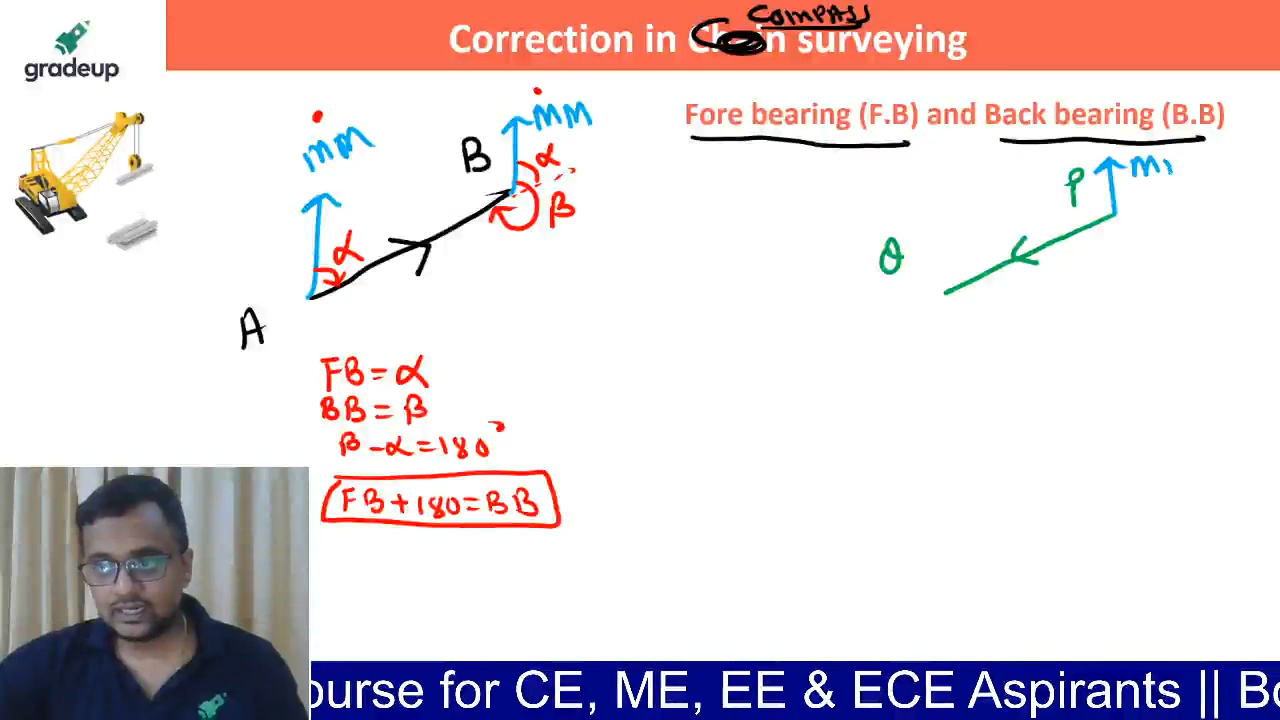 gradeup
Correction in Chain surveying
COMPASS
Fore bearing (F.B) and Back bearing (B.B)
MM
MM
B
α
β
α
A
FB = α
BB = β
β - α = 180°
FB + 180 = BB
P
M
Q
ourse for CE, ME, EE & ECE Aspirants || Bo